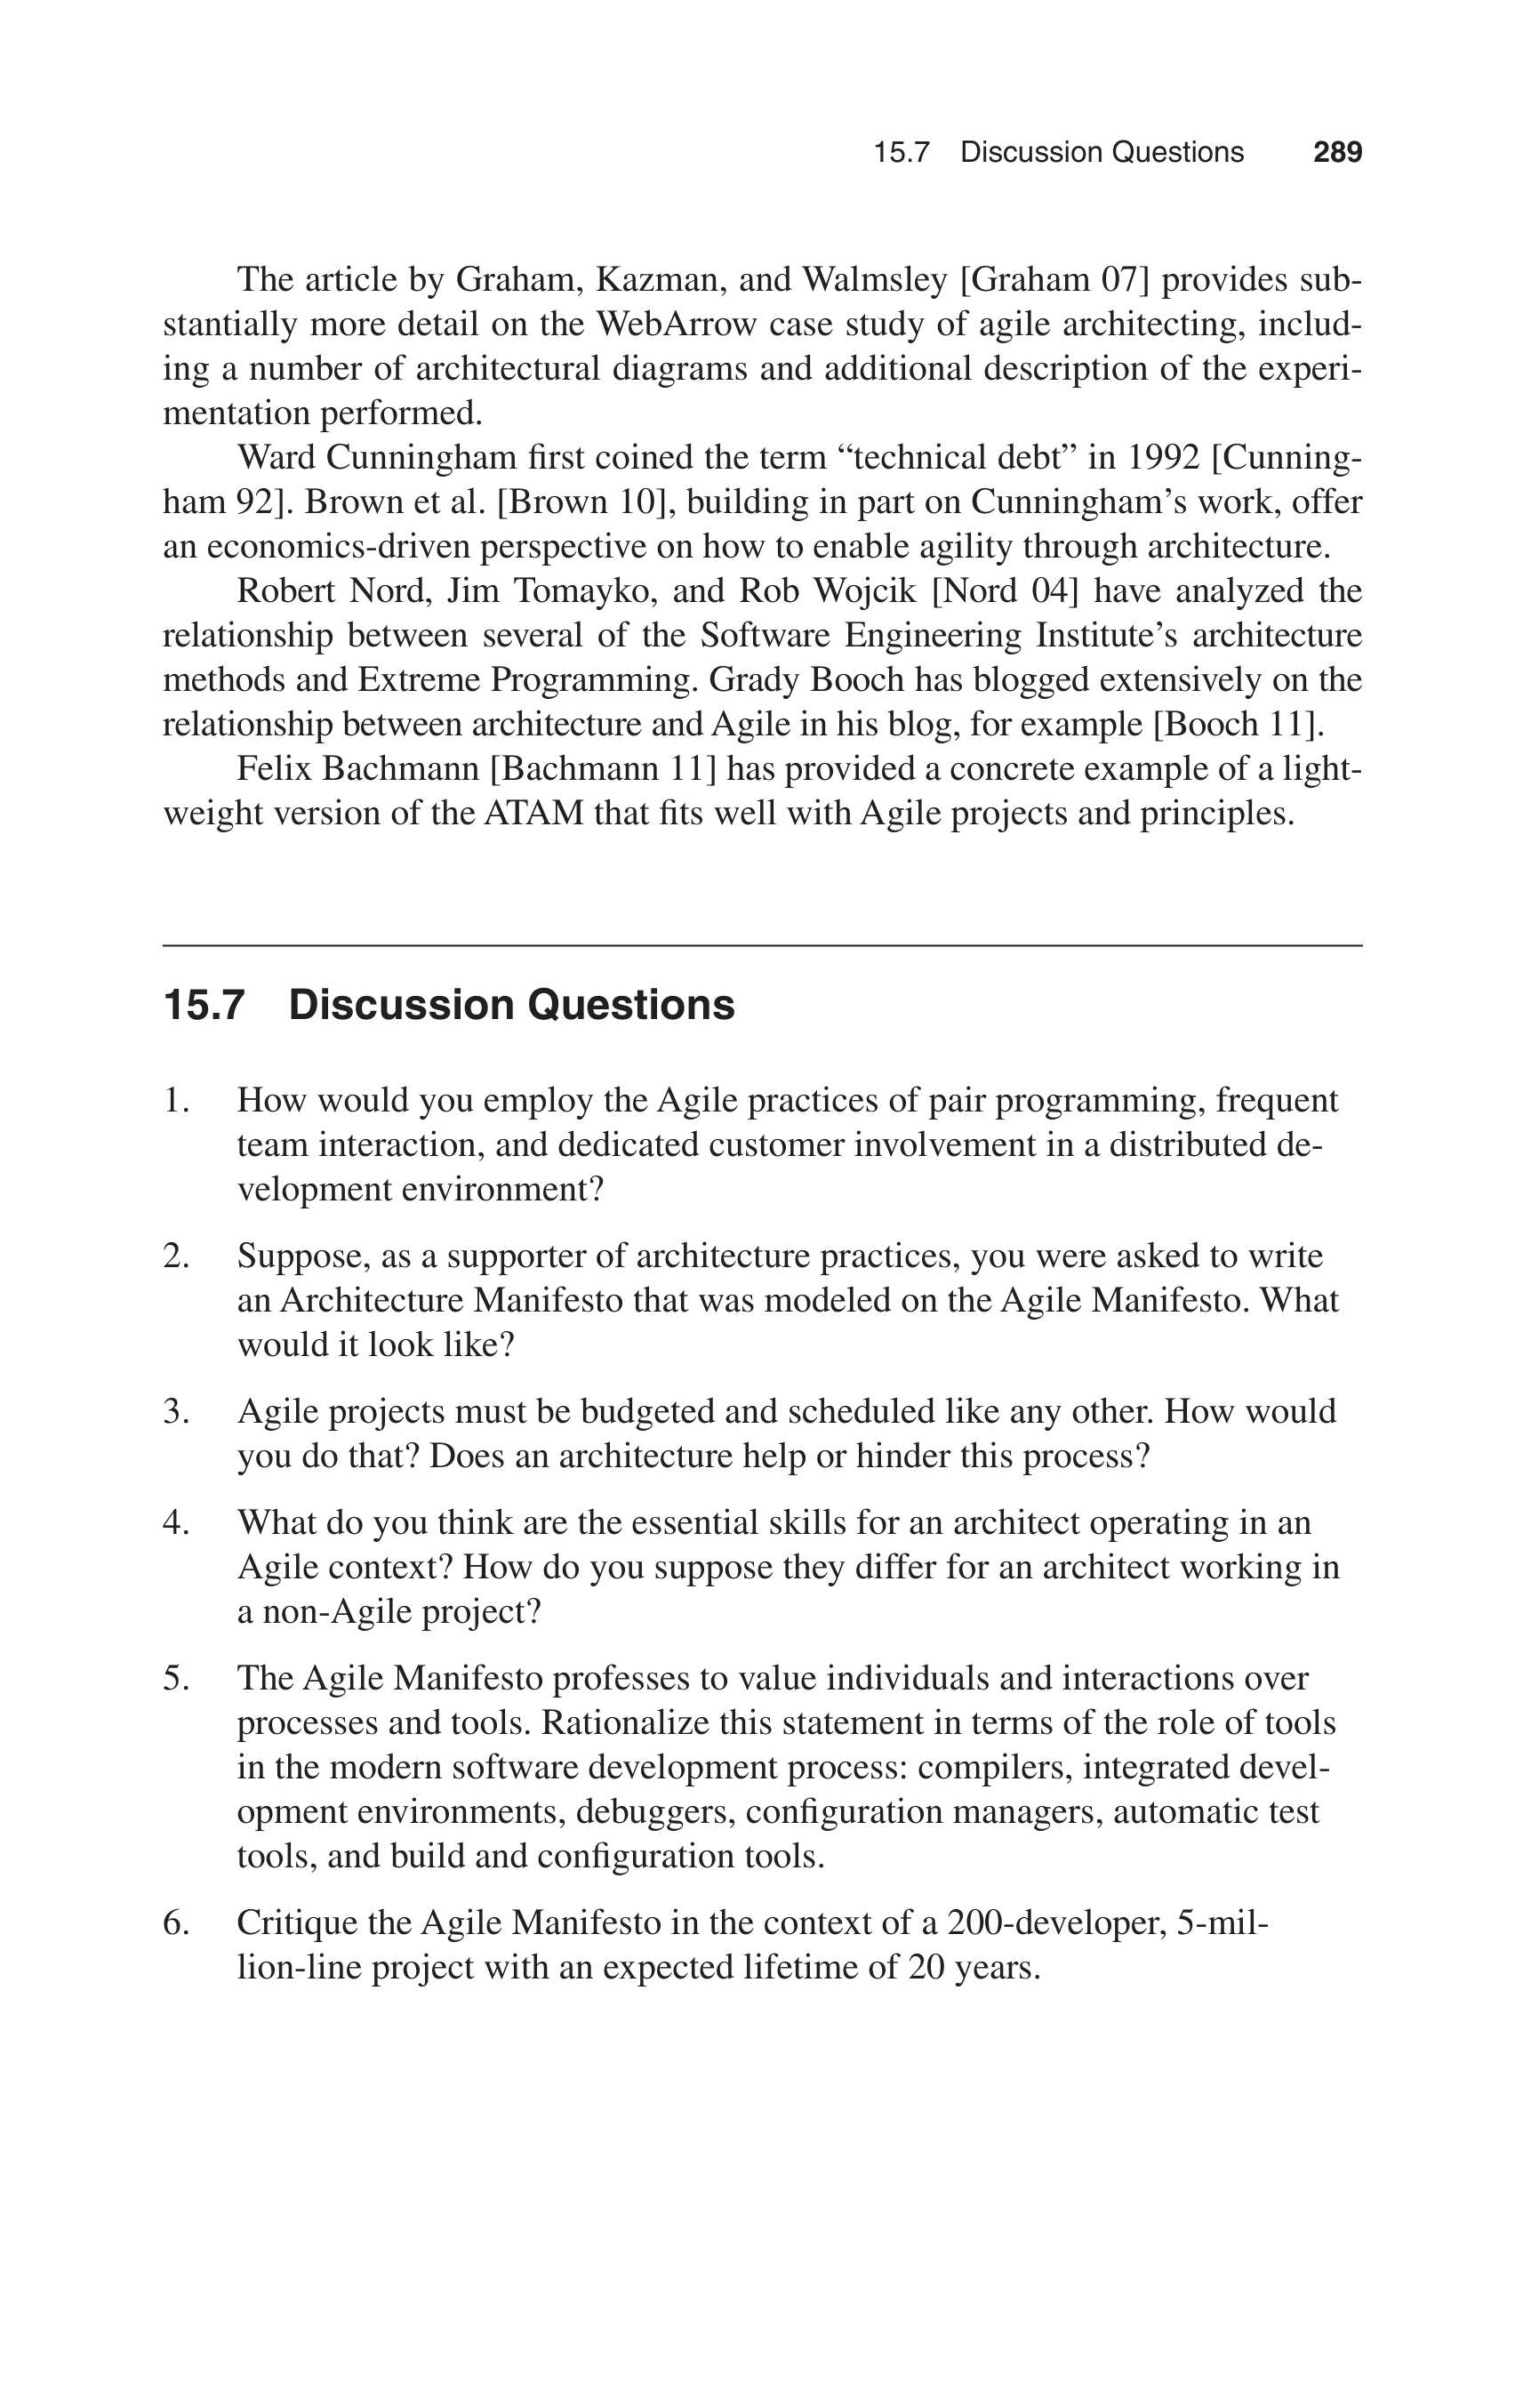 15.7 Discussion Questions 289
The article by Graham, Kazman, and Walmsley [Graham 07] provides sub-
stantially more detail on the WebArrow case study of agile architecting, includ-
ing a number of architectural diagrams and additional description of the experi-
mentation performed.
Ward Cunningham first coined the term “technical debt” in 1992 [Cunning-
ham 92]. Brown et al. [Brown 10], building in part on Cunningham’s work, offer
an economics-driven perspective on how to enable agility through architecture.
Robert Nord, Jim Tomayko, and Rob Wojcik [Nord 04] have analyzed the
relationship between several of the Software Engineering Institute’s architecture
methods and Extreme Programming. Grady Booch has blogged extensively on the
relationship between architecture and Agile in his blog, for example [Booch 11].
Felix Bachmann [Bachmann 11] has provided a concrete example of a light-
weight version of the ATAM that fits well with Agile projects and principles.
15.7 Discussion Questions
1. How would you employ the Agile practices of pair programming, frequent
team interaction, and dedicated customer involvement in a distributed de-
velopment environment?
2. Suppose, as a supporter of architecture practices, you were asked to write
an Architecture Manifesto that was modeled on the Agile Manifesto. What
would it look like?
3. Agile projects must be budgeted and scheduled like any other. How would
you do that? Does an architecture help or hinder this process?
4. What do you think are the essential skills for an architect operating in an
Agile context? How do you suppose they differ for an architect working in
a non-Agile project?
5. The Agile Manifesto professes to value individuals and interactions over
processes and tools. Rationalize this statement in terms of the role of tools
in the modern software development process: compilers, integrated devel-
opment environments, debuggers, configuration managers, automatic test
tools, and build and configuration tools.
6. Critique the Agile Manifesto in the context of a 200-developer, 5-mil-
lion-line project with an expected lifetime of 20 years.